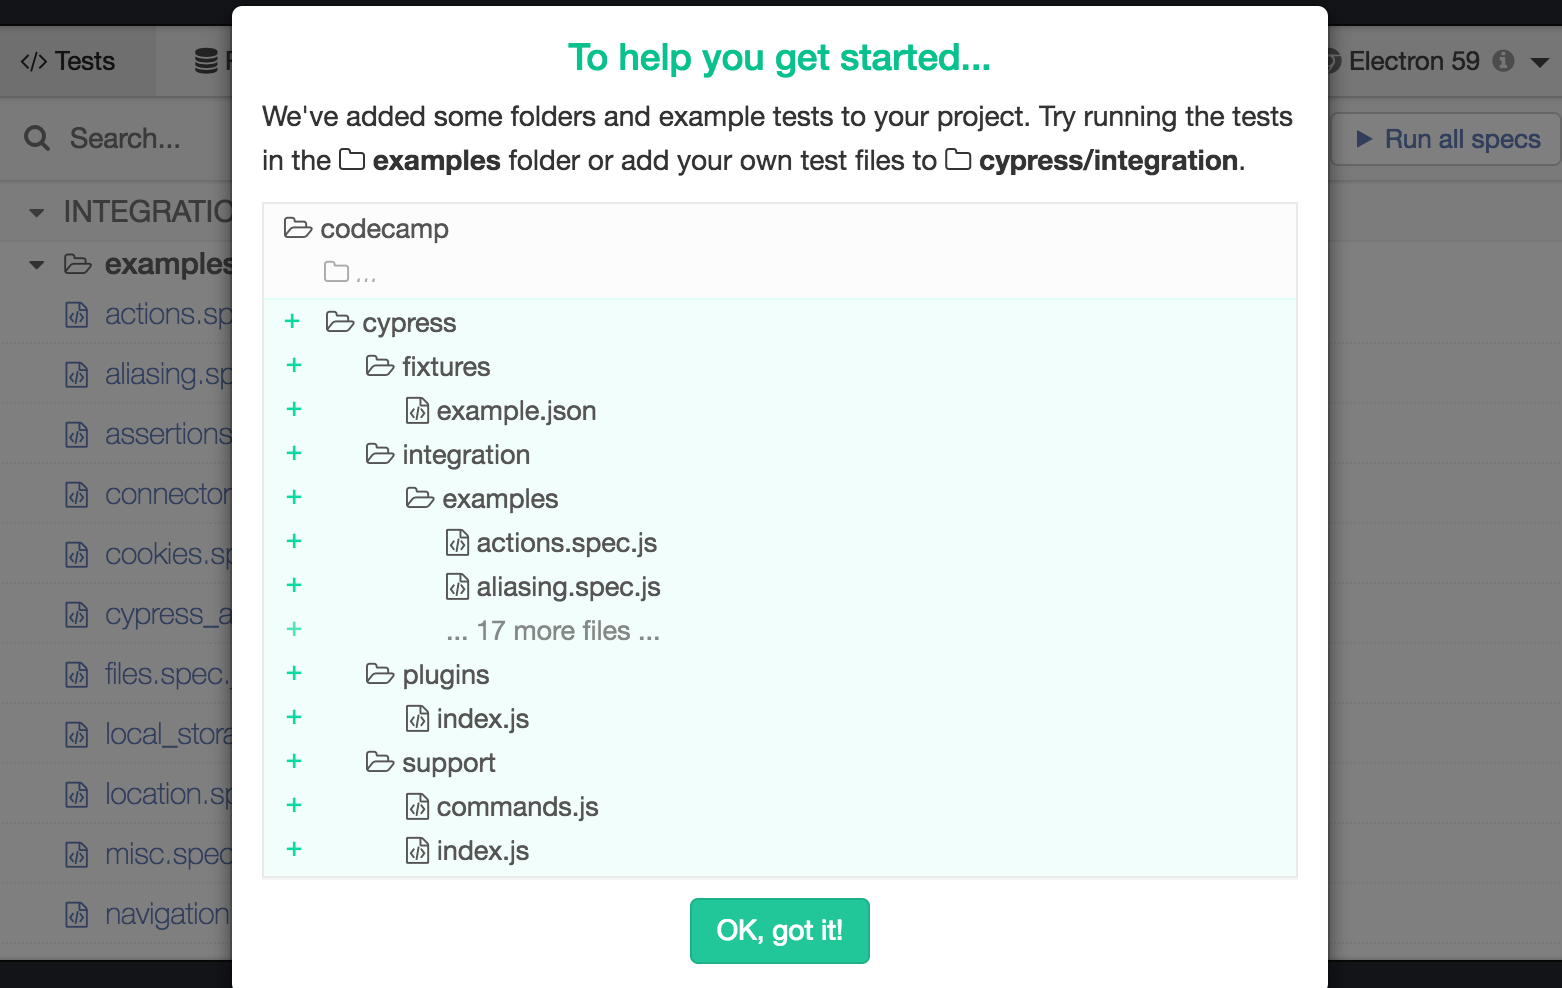 Tests
Electron 59
Search...
Run all specs
INTEGRATIO
examples
actions.sp
aliasing.sp
assertions
connector
cookies.sp
cypress_a
files.spec.
local_stora
location.sp
misc.spec
navigation
To help you get started...
We've added some folders and example tests to your project. Try running the tests
in the examples folder or add your own test files to cypress/integration.
codecamp
...
+ cypress
+ fixtures
+ example.json
+ integration
+ examples
+ actions.spec.js
+ aliasing.spec.js
+ ... 17 more files ...
+ plugins
+ index.js
+ support
+ commands.js
+ index.js
OK, got it!